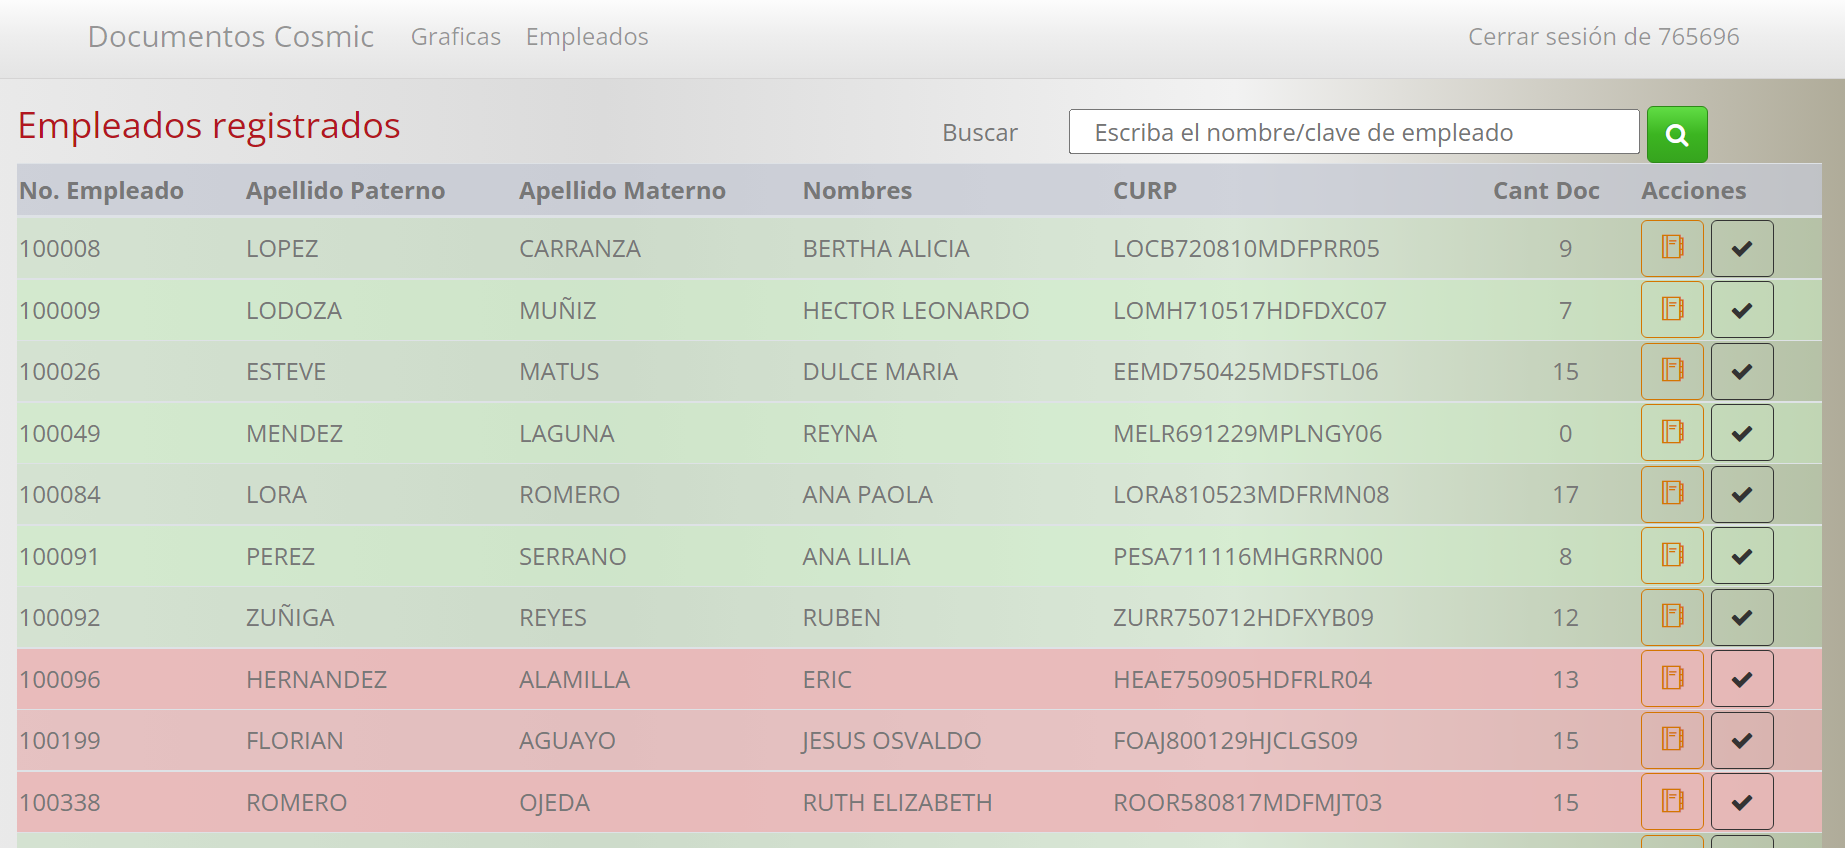 Documentos Cosmic Graficas Empleados Cerrar sesión de 765696
Empleados registrados Buscar Escriba el nombre/clave de empleado
No. Empleado Apellido Paterno Apellido Materno Nombres CURP Cant Doc Acciones
100008 LOPEZ CARRANZA BERTHA ALICIA LOCB720810MDFPRR05 9
100009 LODOZA MUÑIZ HECTOR LEONARDO LOMH710517HDFDXC07 7
100026 ESTEVE MATUS DULCE MARIA EEMD750425MDFSTL06 15
100049 MENDEZ LAGUNA REYNA MELR691229MPLNGY06 0
100084 LORA ROMERO ANA PAOLA LORA810523MDFRMN08 17
100091 PEREZ SERRANO ANA LILIA PESA711116MHGRRN00 8
100092 ZUÑIGA REYES RUBEN ZURR750712HDFXYB09 12
100096 HERNANDEZ ALAMILLA ERIC HEAE750905HDFRLR04 13
100199 FLORIAN AGUAYO JESUS OSVALDO FOAJ800129HJCLGS09 15
100338 ROMERO OJEDA RUTH ELIZABETH ROOR580817MDFMJT03 15